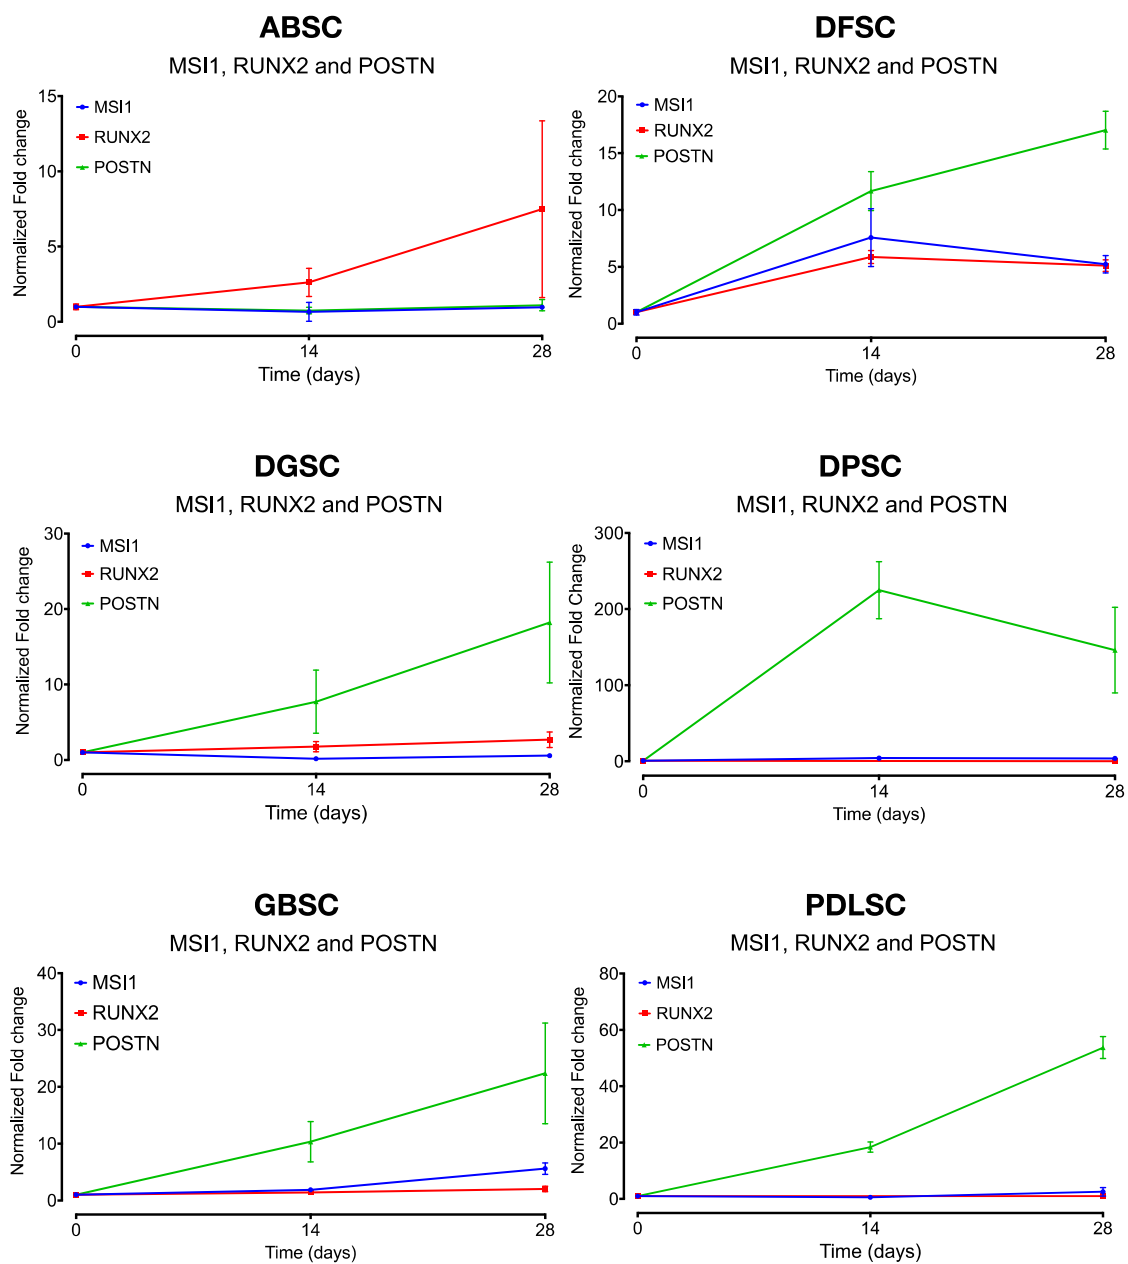 ABSC
MSI1, RUNX2 and POSTN
Normalized Fold change
15
10
5
0
MSI1
RUNX2
POSTN
0
14
28
Time (days)
DFSC
MSI1, RUNX2 and POSTN
Normalized Fold change
20
15
10
5
0
MSI1
RUNX2
POSTN
0
14
28
Time (days)
DGSC
MSI1, RUNX2 and POSTN
Normalized Fold change
30
20
10
0
MSI1
RUNX2
POSTN
0
14
28
Time (days)
DPSC
MSI1, RUNX2 and POSTN
Normalized Fold Change
300
200
100
0
MSI1
RUNX2
POSTN
0
14
28
Time (days)
GBSC
MSI1, RUNX2 and POSTN
Normalized Fold change
40
30
20
10
0
MSI1
RUNX2
POSTN
0
14
28
Time (days)
PDLSC
MSI1, RUNX2 and POSTN
Normalized Fold change
80
60
40
20
0
MSI1
RUNX2
POSTN
0
14
28
Time (days)